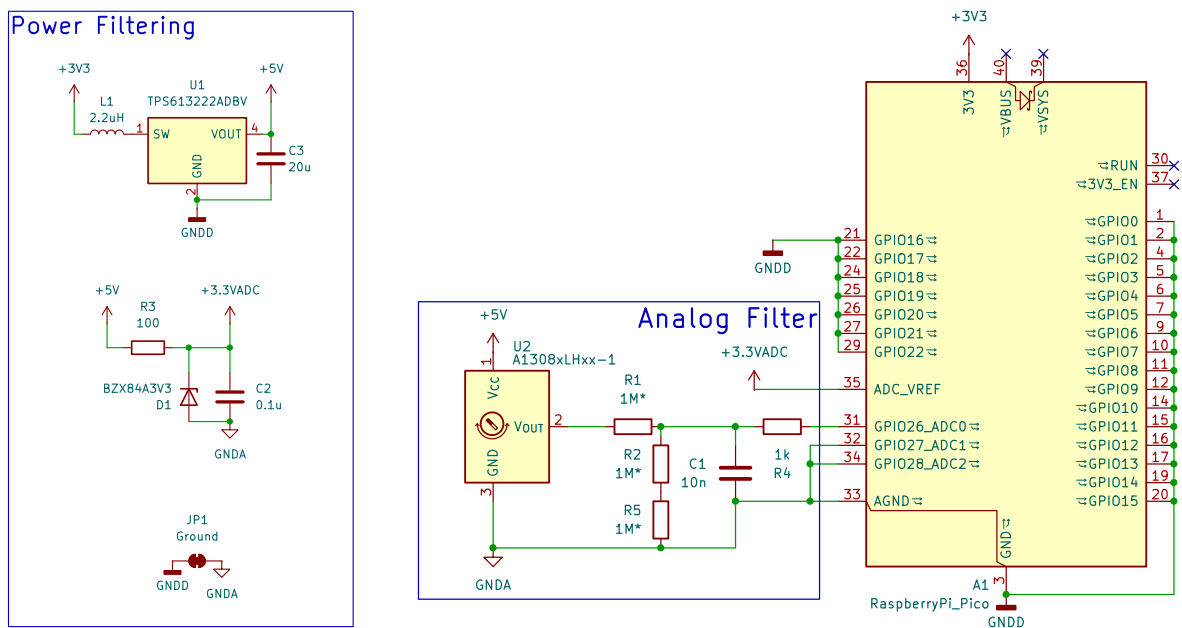 Power Filtering
+3V3
+5V
U1
TPS613222ADBV
L1
2.2uH
1
SW
VOUT
4
GND
2
C3
20u
GNDD
+5V
+3.3VADC
R3
100
BZX84A3V3
D1
C2
0.1u
GNDA
JP1
Ground
GNDD
GNDA
Analog Filter
+5V
U2
A1308xLHxx-1
1
VCC
VOUT
2
GND
3
GNDA
R1
1M*
R2
1M*
R5
1M*
C1
10n
+3.3VADC
1k
R4
GNDD
+3V3
36
40
39
3V3
VBUS
VSYS
RUN
30
3V3_EN
37
21
GPIO16
22
GPIO17
24
GPIO18
25
GPIO19
26
GPIO20
27
GPIO21
29
GPIO22
35
ADC_VREF
31
GPIO26_ADC0
32
GPIO27_ADC1
34
GPIO28_ADC2
33
AGND
GPIO0
1
GPIO1
2
GPIO2
4
GPIO3
5
GPIO4
6
GPIO5
7
GPIO6
9
GPIO7
10
GPIO8
11
GPIO9
12
GPIO10
14
GPIO11
15
GPIO12
16
GPIO13
17
GPIO14
19
GPIO15
20
GND
3
A1
RaspberryPi_Pico
GNDD